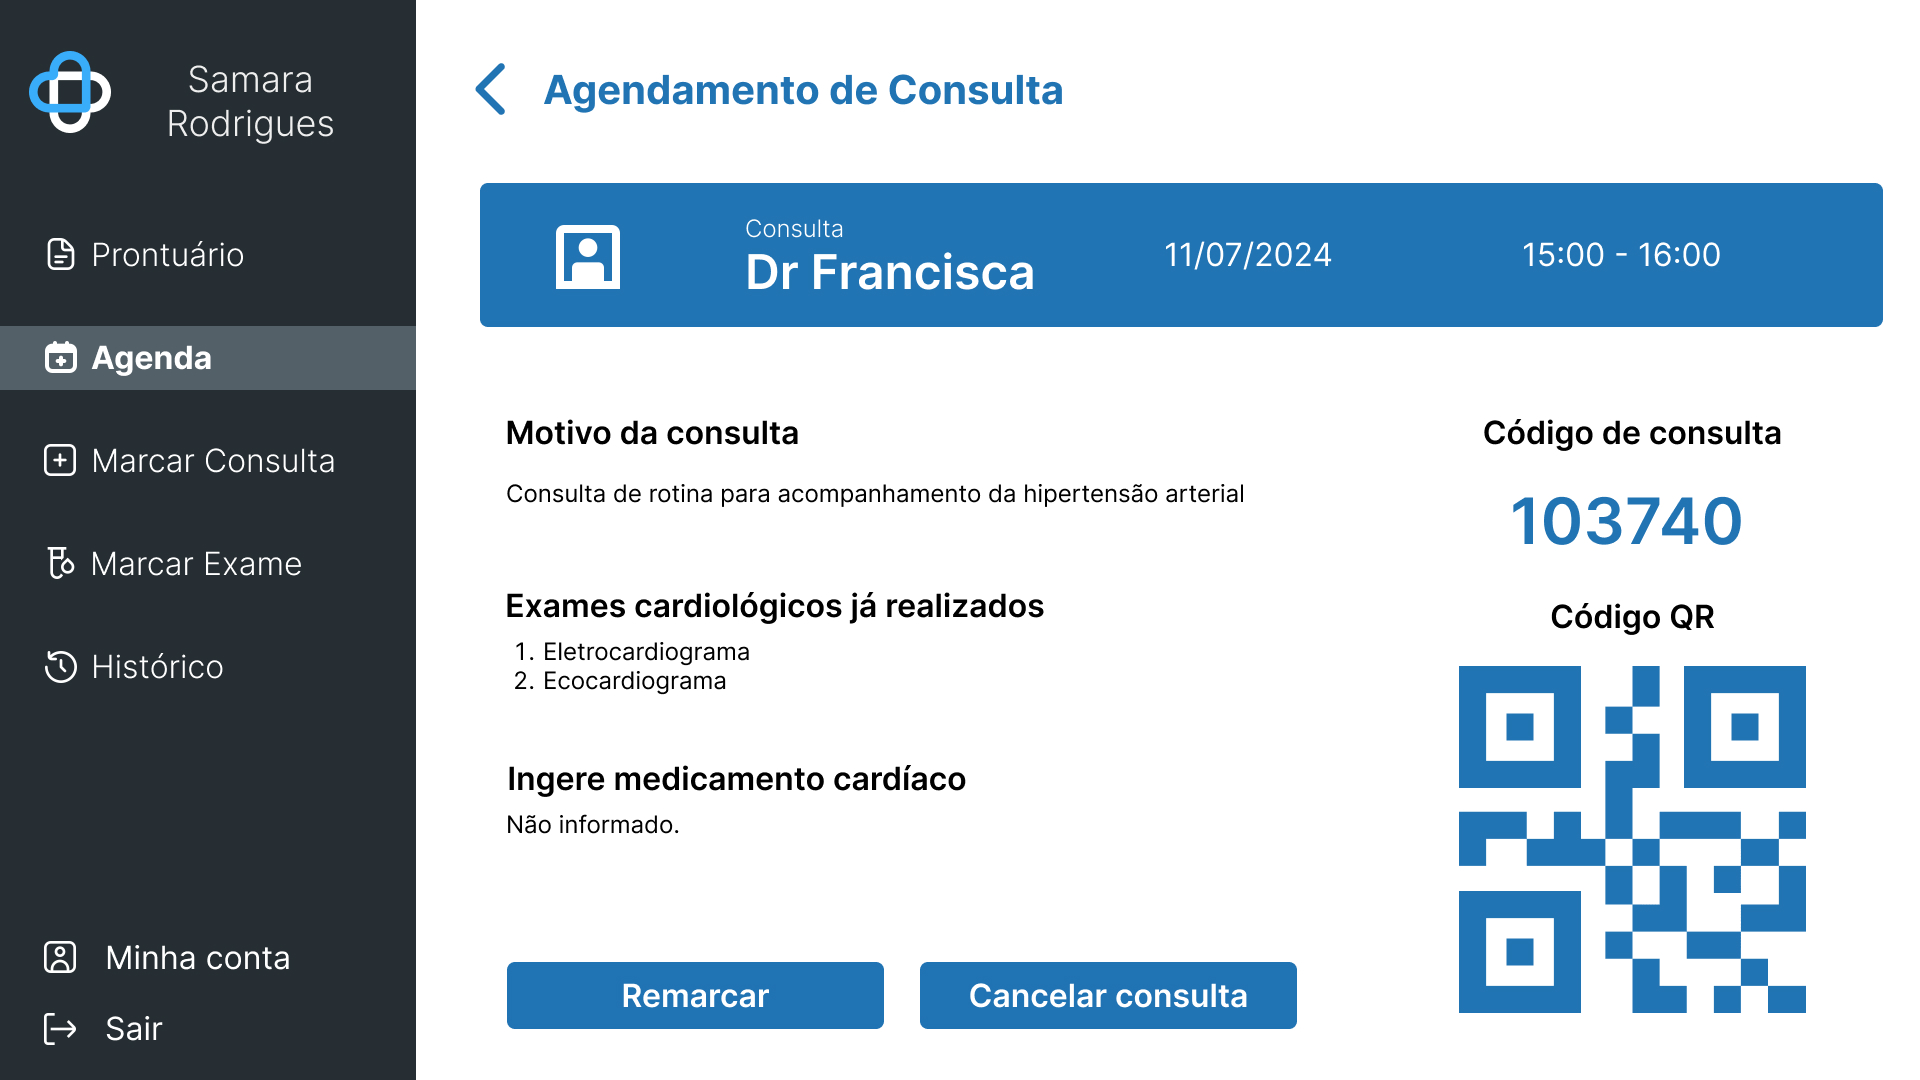 Samara
Rodrigues
Prontuário
Agenda
Marcar Consulta
Marcar Exame
Histórico
Minha conta
Sair
Agendamento de Consulta
Consulta
Dr Francisca
11/07/2024
15:00 - 16:00
Motivo da consulta
Consulta de rotina para acompanhamento da hipertensão arterial
Exames cardiológicos já realizados
1. Eletrocardiograma
2. Ecocardiograma
Ingere medicamento cardíaco
Não informado.
Remarcar
Cancelar consulta
Código de consulta
103740
Código QR